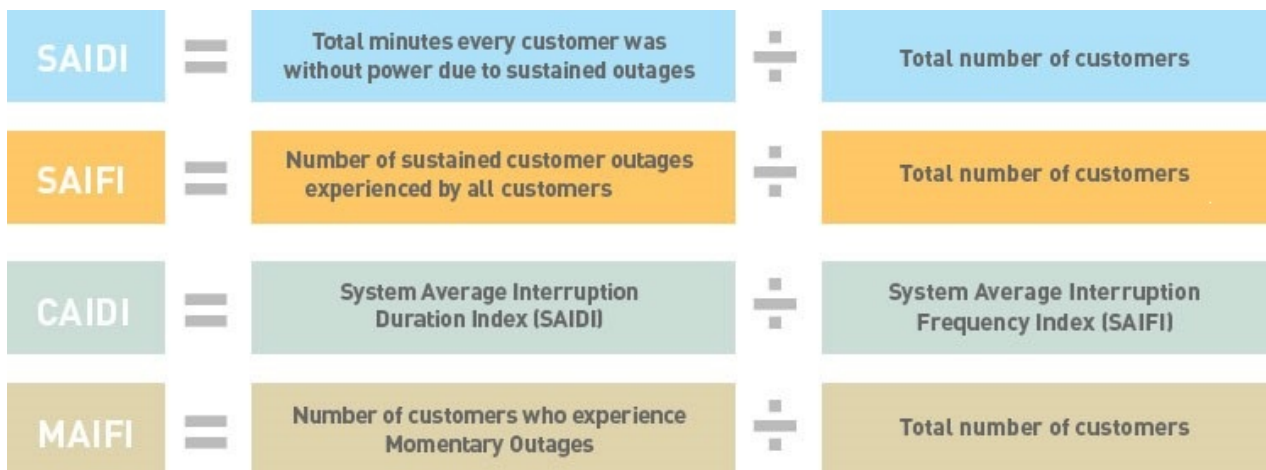 SAIDI = Total minutes every customer was
without power due to sustained outages ÷ Total number of customers
SAIFI = Number of sustained customer outages
experienced by all customers ÷ Total number of customers
CAIDI = System Average Interruption
Duration Index (SAIDI) ÷ System Average Interruption
Frequency Index (SAIFI)
MAIFI = Number of customers who experience
Momentary Outages ÷ Total number of customers